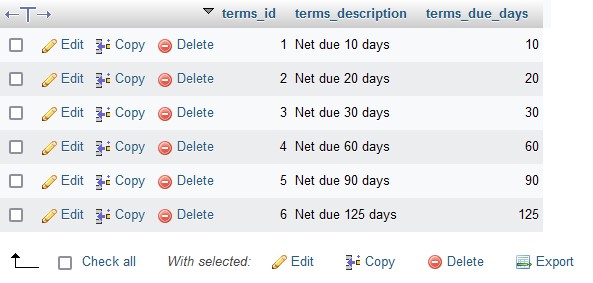 terms_id terms_description terms_due_days
Edit Copy Delete 1 Net due 10 days 10
Edit Copy Delete 2 Net due 20 days 20
Edit Copy Delete 3 Net due 30 days 30
Edit Copy Delete 4 Net due 60 days 60
Edit Copy Delete 5 Net due 90 days 90
Edit Copy Delete 6 Net due 125 days 125
Check all With selected: Edit Copy Delete Export